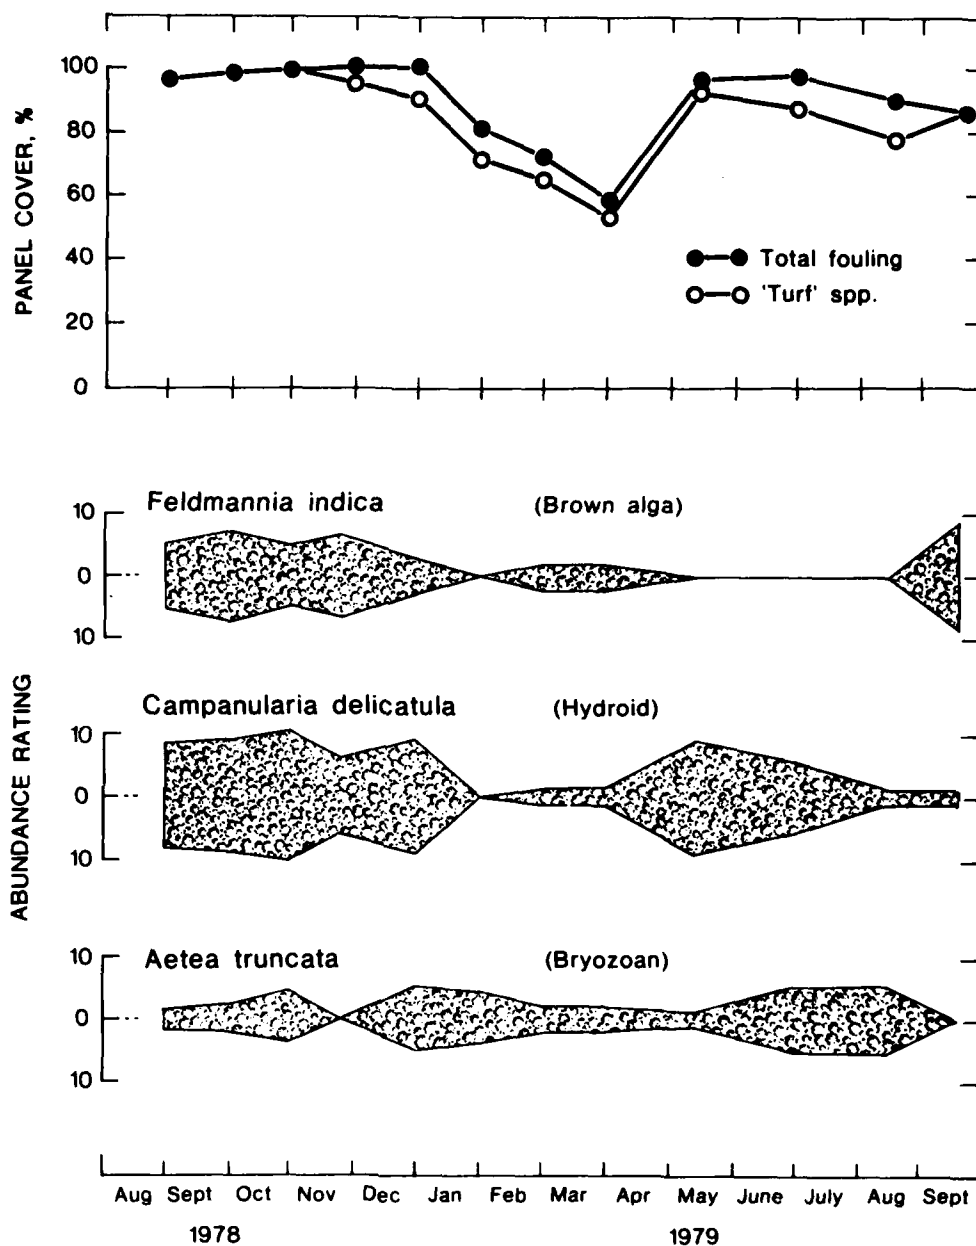 PANEL COVER, %
100
80
60
40
20
0
Total fouling
'Turf' spp.
ABUNDANCE RATING
Feldmannia indica (Brown alga)
10
0
10
Campanularia delicatula (Hydroid)
10
0
10
Aetea truncata (Bryozoan)
10
0
10
Aug Sept Oct Nov Dec Jan Feb Mar Apr May June July Aug Sept
1978 1979